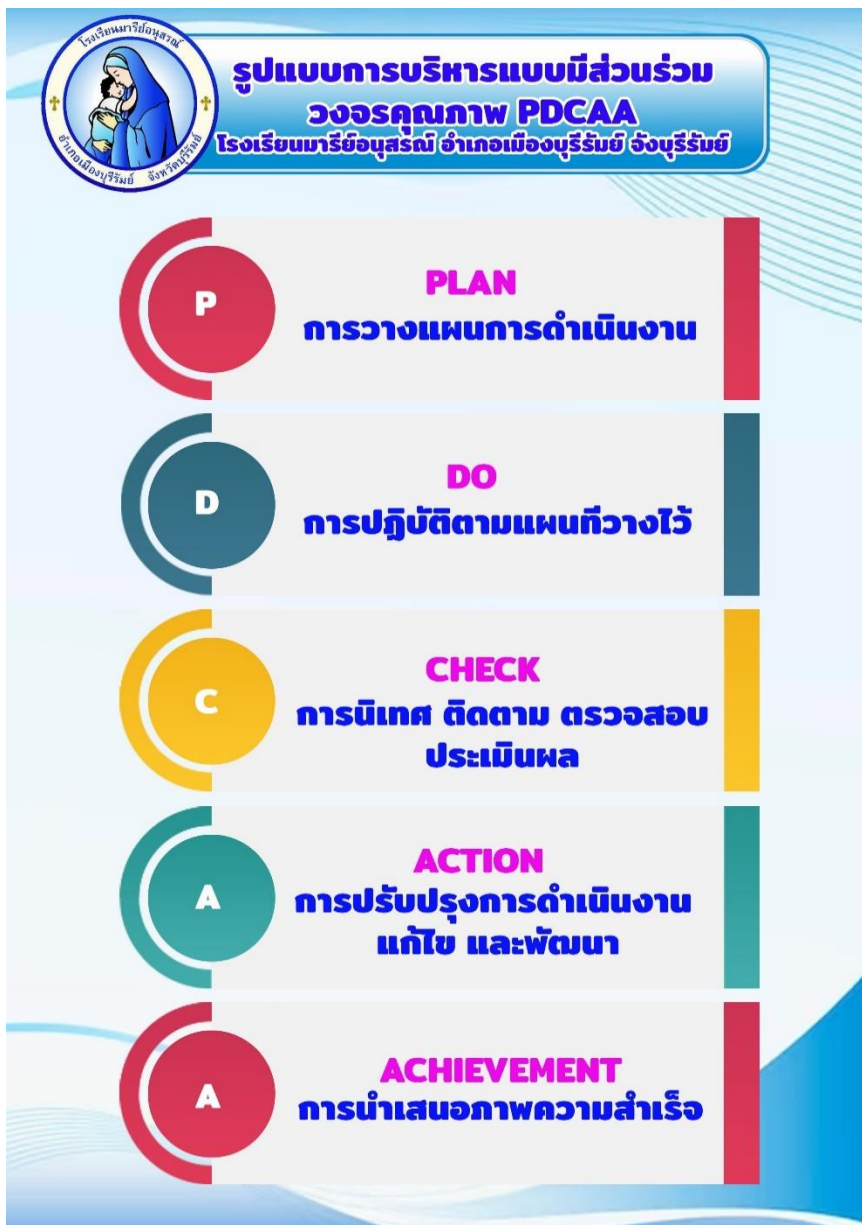 โรงเรียนมารีย์อนุสรณ์
อำเภอเมืองบุรีรัมย์ จังหวัดบุรีรัมย์
รูปแบบการบริหารแบบมีส่วนร่วม
วงจรคุณภาพ PDCAA
โรงเรียนมารีย์อนุสรณ์ อำเภอเมืองบุรีรัมย์ จังบุรีรัมย์
P
PLAN
การวางแผนการดำเนินงาน
D
DO
การปฏิบัติตามแผนที่วางไว้
C
CHECK
การนิเทศ ติดตาม ตรวจสอบ
ประเมินผล
A
ACTION
การปรับปรุงการดำเนินงาน
แก้ไข และพัฒนา
A
ACHIEVEMENT
การนำเสนอภาพความสำเร็จ